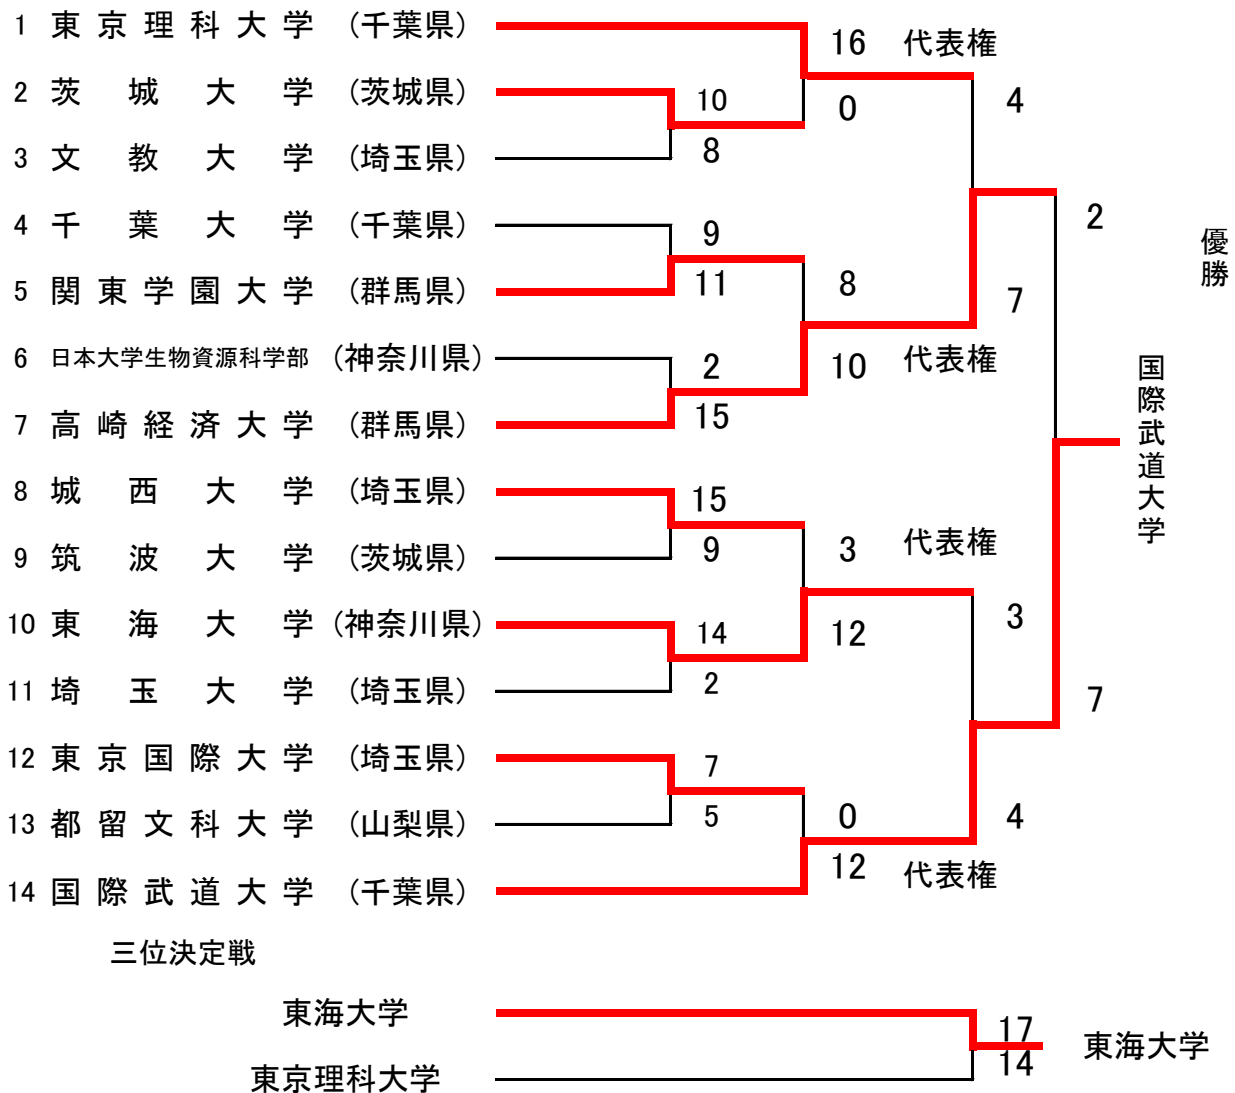 1 東京理科大学 (千葉県)
16 代表権
2 茨城大学 (茨城県)
10
0
4
3 文教大学 (埼玉県)
8
4 千葉大学 (千葉県)
9
2
優勝
5 関東学園大学 (群馬県)
11
8
7
6 日本大学生物資源科学部 (神奈川県)
2
10
代表権
7 高崎経済大学 (群馬県)
15
国際武道大学
8 城西大学 (埼玉県)
15
9 筑波大学 (茨城県)
9
3
代表権
10 東海大学 (神奈川県)
14
12
3
11 埼玉大学 (埼玉県)
2
7
12 東京国際大学 (埼玉県)
7
13 都留文科大学 (山梨県)
5
0
4
14 国際武道大学 (千葉県)
12
代表権
三位決定戦
東海大学
17
14
東海大学
東京理科大学